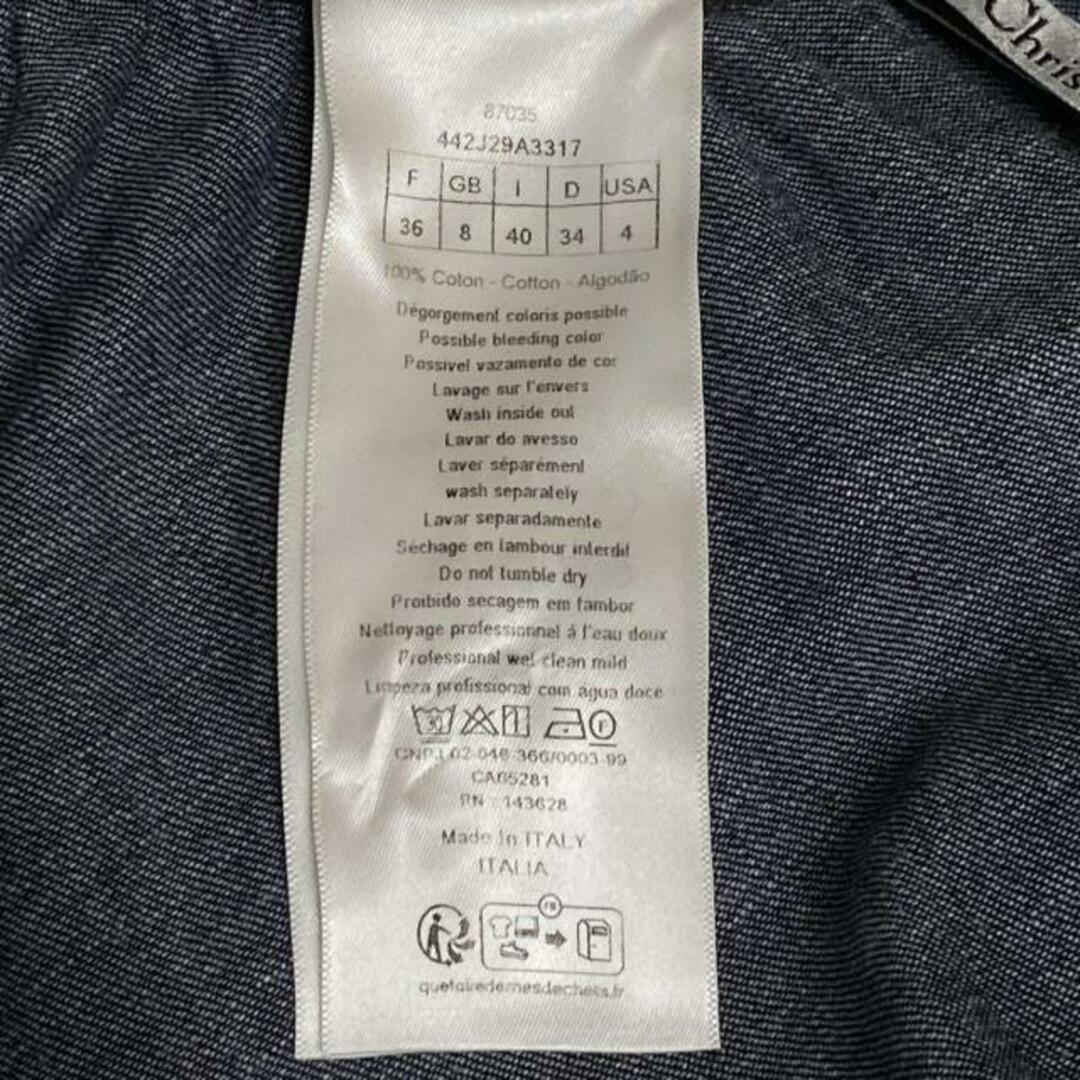 Chris
87035
442J29A3317
F GB I D USA
36 8 40 34 4
100% Coton - Cotton - Algodão
Dégorgement coloris possible
Possible bleeding color
Possivel vazamento de cor
Lavage sur l'envers
Wash inside out
Lavar do avesso
Laver séparément
wash separately
Lavar separadamente
Séchage en tambour interdit
Do not tumble dry
Proibido secagem em tambor
Nettoyage professionnel à l'eau doux
Professional wet clean mild
Limpeza profissional com água doce
CNPJ 02-046-366/0003-99
CA05281
RN : 143628
Made In ITALY
ITALIA
FR
quefairedemesdechets.fr